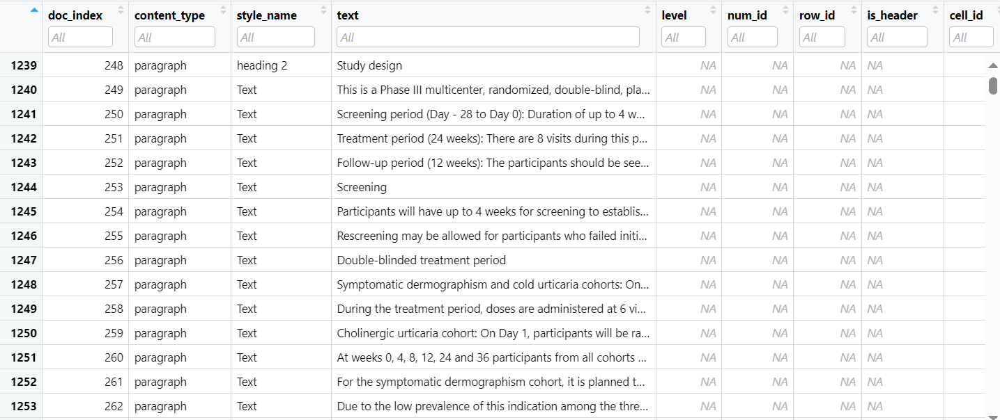 doc_index content_type style_name text level num_id row_id is_header cell_id
All All All All All All All All All
1239 248 paragraph heading 2 Study design NA NA NA NA
1240 249 paragraph Text This is a Phase III multicenter, randomized, double-blind, pla... NA NA NA NA
1241 250 paragraph Text Screening period (Day - 28 to Day 0): Duration of up to 4 w... NA NA NA NA
1242 251 paragraph Text Treatment period (24 weeks): There are 8 visits during this p... NA NA NA NA
1243 252 paragraph Text Follow-up period (12 weeks): The participants should be see... NA NA NA NA
1244 253 paragraph Text Screening NA NA NA NA
1245 254 paragraph Text Participants will have up to 4 weeks for screening to establis... NA NA NA NA
1246 255 paragraph Text Rescreening may be allowed for participants who failed initi... NA NA NA NA
1247 256 paragraph Text Double-blinded treatment period NA NA NA NA
1248 257 paragraph Text Symptomatic dermographism and cold urticaria cohorts: On... NA NA NA NA
1249 258 paragraph Text During the treatment period, doses are administered at 6 vi... NA NA NA NA
1250 259 paragraph Text Cholinergic urticaria cohort: On Day 1, participants will be ra... NA NA NA NA
1251 260 paragraph Text At weeks 0, 4, 8, 12, 24 and 36 participants from all cohorts ... NA NA NA NA
1252 261 paragraph Text For the symptomatic dermographism cohort, it is planned t... NA NA NA NA
1253 262 paragraph Text Due to the low prevalence of this indication among the thre... NA NA NA NA